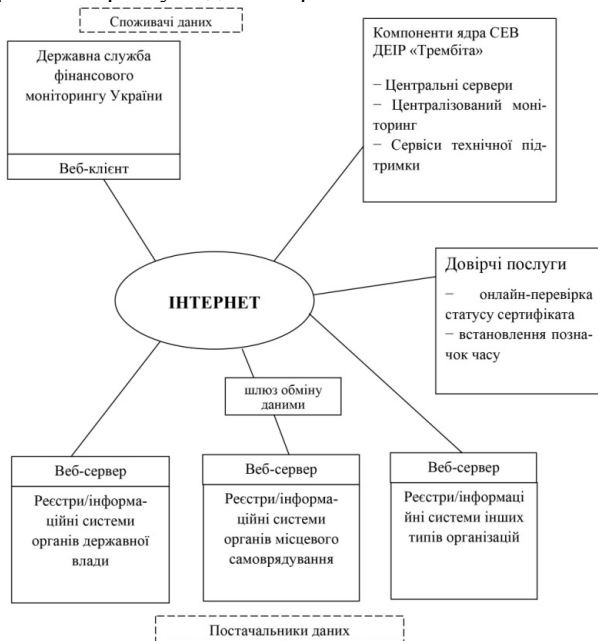 Споживачі даних
Державна служба
фінансового
моніторингу України
Веб-клієнт
Компоненти ядра СЕВ
ДЕІР «Трембіта»
− Центральні сервери
− Централізований моні-
торинг
− Сервіси технічної під-
тримки
ІНТЕРНЕТ
Довірчі послуги
− онлайн-перевірка
статусу сертифіката
− встановлення позна-
чок часу
шлюз обміну
даними
Веб-сервер
Реєстри/інформа-
ційні системи
органів державної
влади
Веб-сервер
Реєстри/інформа-
ційні системи
органів місцевого
самоврядування
Веб-сервер
Реєстри/інформаці
йні системи інших
типів організацій
Постачальники даних